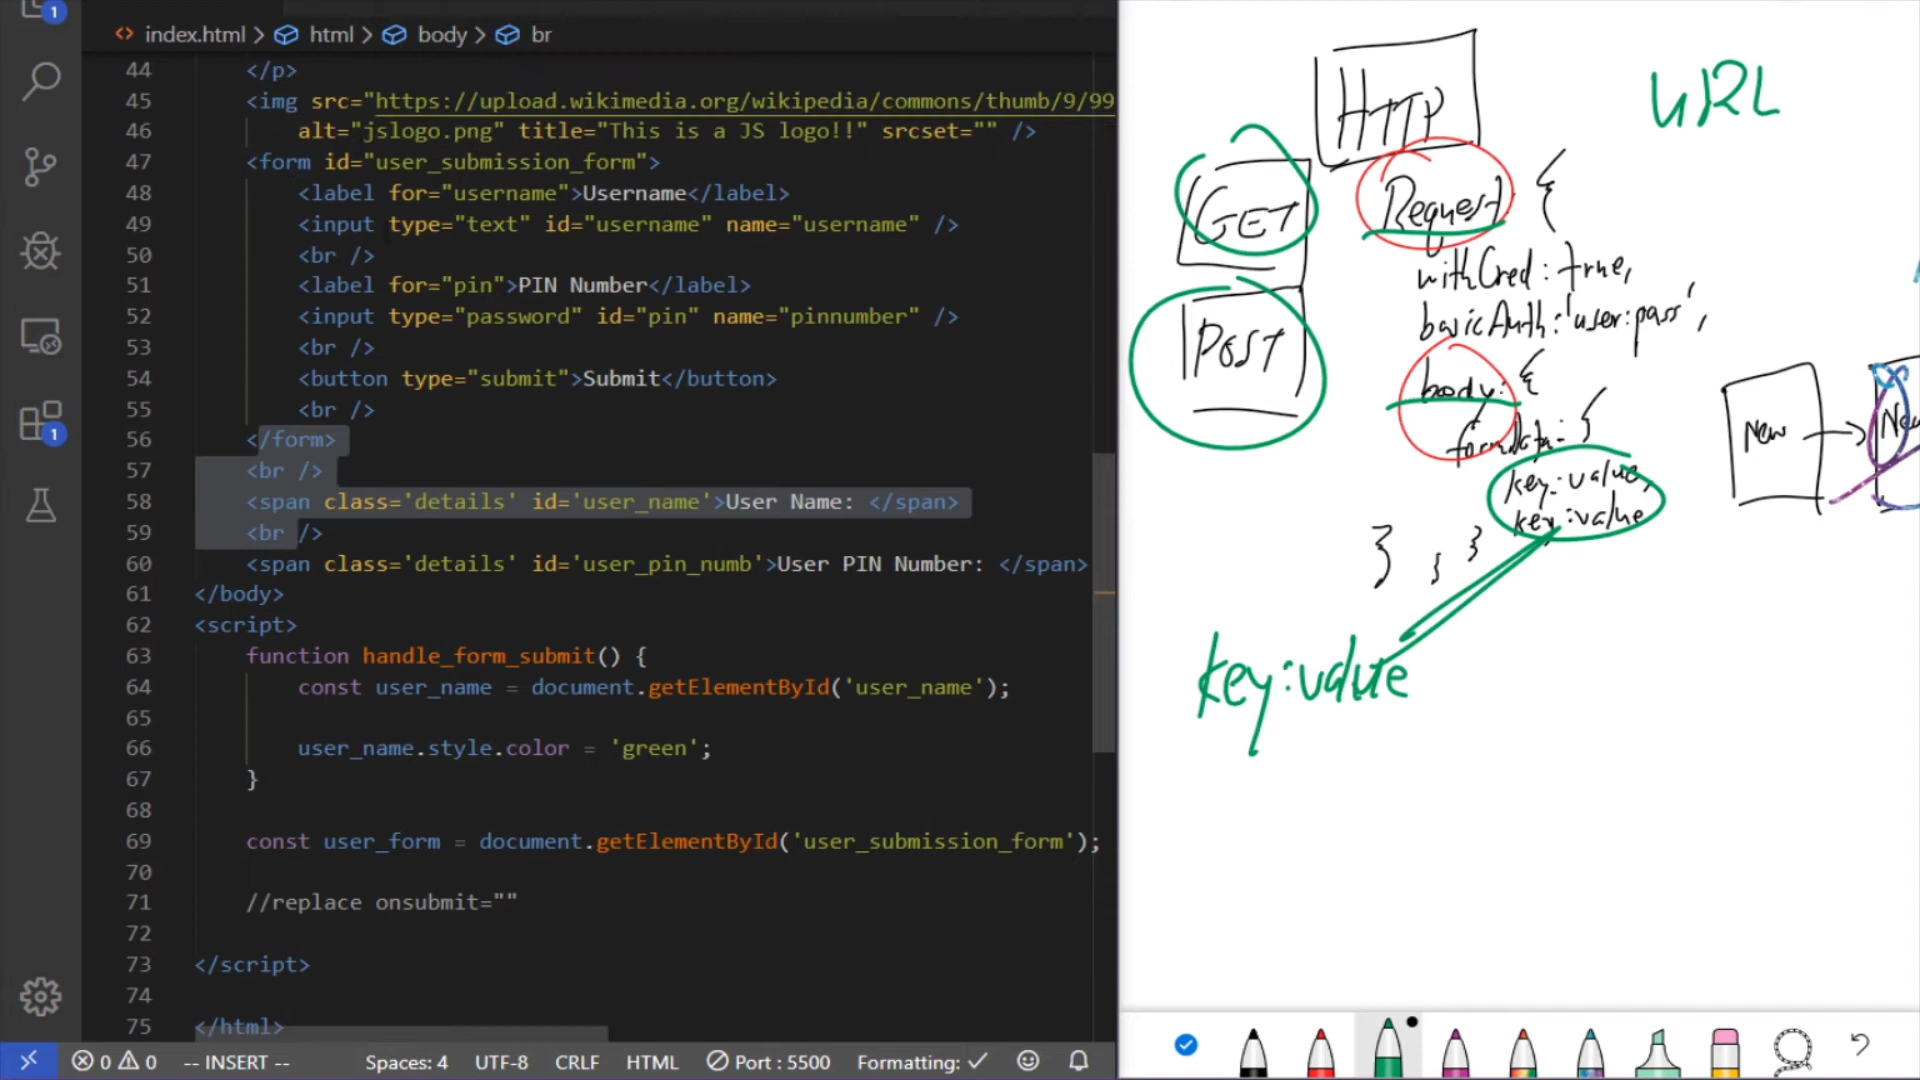 1
index.html > html > body > br
44 </p>
45 <img src="https://upload.wikimedia.org/wikipedia/commons/thumb/9/99
46 alt="jslogo.png" title="This is a JS logo!!" srcset="" />
47 <form id="user_submission_form">
48 <label for="username">Username</label>
49 <input type="text" id="username" name="username" />
50 <br />
51 <label for="pin">PIN Number</label>
52 <input type="password" id="pin" name="pinnumber" />
53 <br />
54 <button type="submit">Submit</button>
55 <br />
56 </form>
57 <br />
58 <span class='details' id='user_name'>User Name: </span>
59 <br />
60 <span class='details' id='user_pin_numb'>User PIN Number: </span>
61 </body>
62 <script>
63 function handle_form_submit() {
64 const user_name = document.getElementById('user_name');
65
66 user_name.style.color = 'green';
67 }
68
69 const user_form = document.getElementById('user_submission_form');
70
71 //replace onsubmit=""
72
73 </script>
74
75 </html>
1
0 0 -- INSERT -- Spaces: 4 UTF-8 CRLF HTML Port : 5500 Formatting: ✓
HTTP
URL
GET
Request {
withCred: true,
basicAuth: 'user:pass',
POST
body: {
formData: {
key: value,
key: value
} , }
}
New → New
key: value